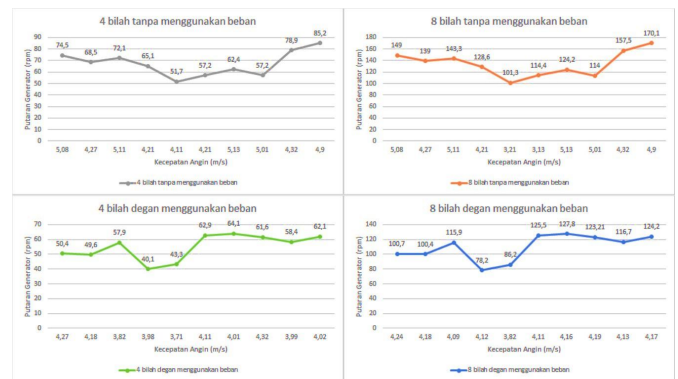 4 bilah tanpa menggunakan beban
Putaran Generator (rpm)
90
80
70
60
50
40
30
20
10
0
74,5 68,5 72,1 65,1 51,7 57,2 62,4 57,2 78,9 85,2
5,08 4,27 5,11 4,21 4,11 4,21 5,13 5,01 4,32 4,9
Kecepatan Angin (m/s)
4 bilah tanpa menggunakan beban
8 bilah tanpa menggunakan beban
Putaran Generator (rpm)
180
160
140
120
100
80
60
40
20
0
149 139 143,3 128,6 101,3 114,4 124,2 114 157,5 170,1
5,08 4,27 5,11 4,21 3,21 3,13 5,13 5,01 4,32 4,9
Kecepatan Angin (m/s)
8 bilah tanpa menggunakan beban
4 bilah degan menggunakan beban
Putaran Generator (rpm)
70
60
50
40
30
20
10
0
50,4 49,6 57,9 40,1 43,3 62,9 64,1 61,6 58,4 62,1
4,27 4,18 3,82 3,98 3,71 4,11 4,01 4,32 3,99 4,02
Kecepatan Angin (m/s)
4 bilah degan menggunakan beban
8 bilah degan menggunakan beban
Putaran Generator (rpm)
140
120
100
80
60
40
20
0
100,7 100,4 115,9 78,2 86,2 125,5 127,8 123,21 116,7 124,2
4,24 4,18 4,09 4,12 3,82 4,11 4,16 4,19 4,13 4,17
Kecepatan Angin (m/s)
8 bilah degan menggunakan beban